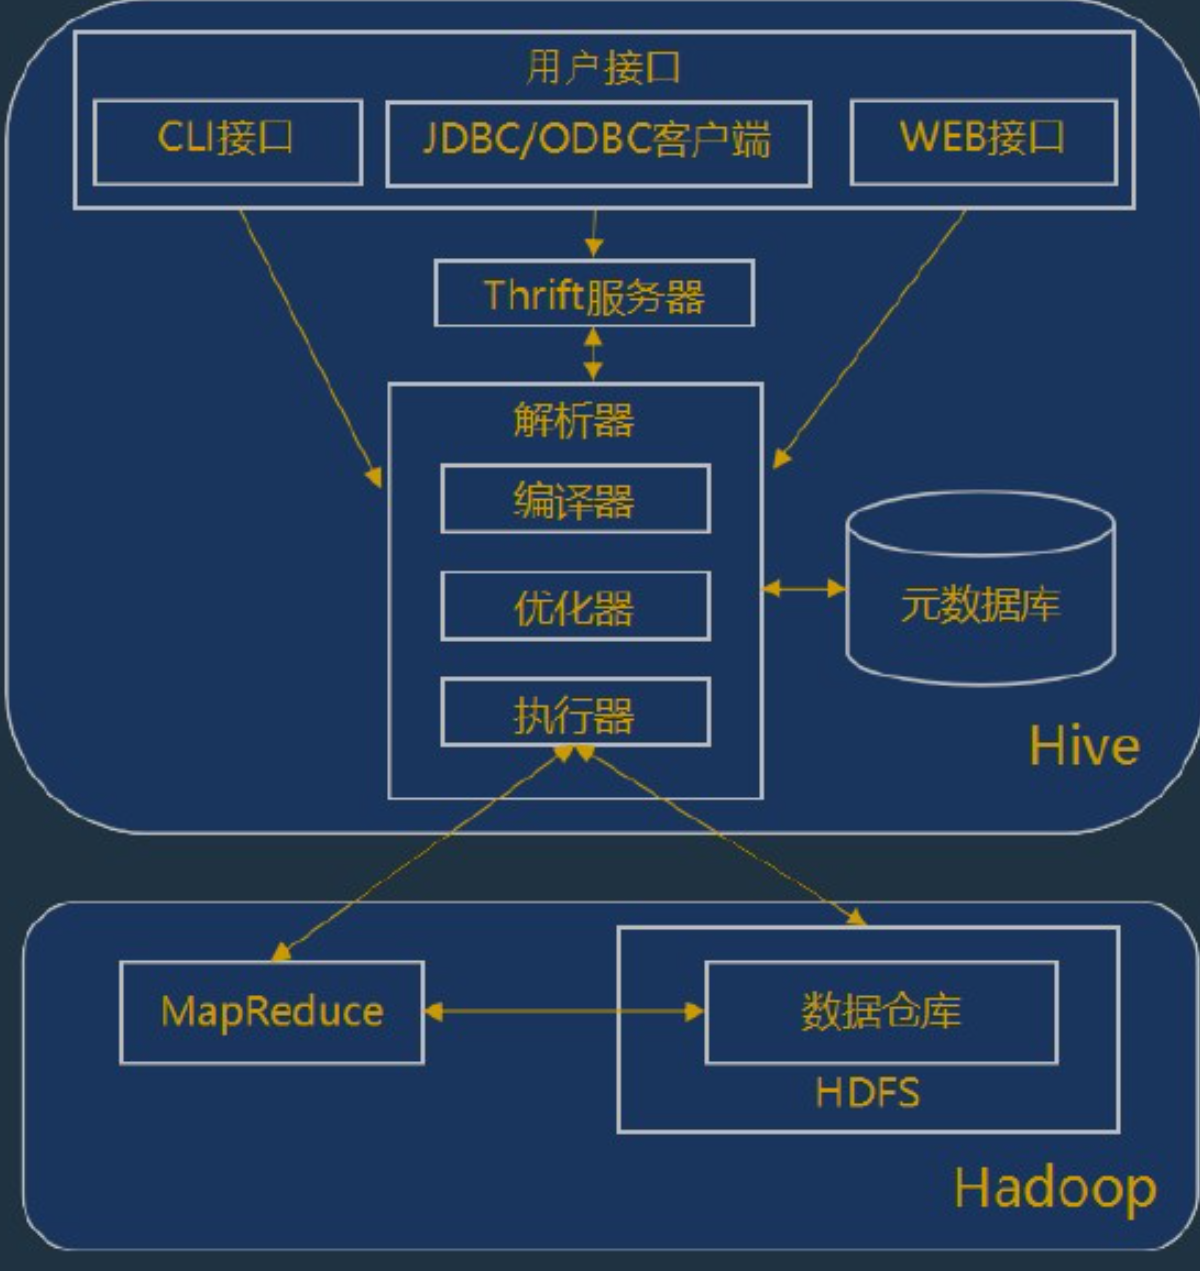 用户接口
CLI接口
JDBC/ODBC客户端
WEB接口
Thrift服务器
解析器
编译器
优化器
执行器
元数据库
Hive
MapReduce
数据仓库
HDFS
Hadoop